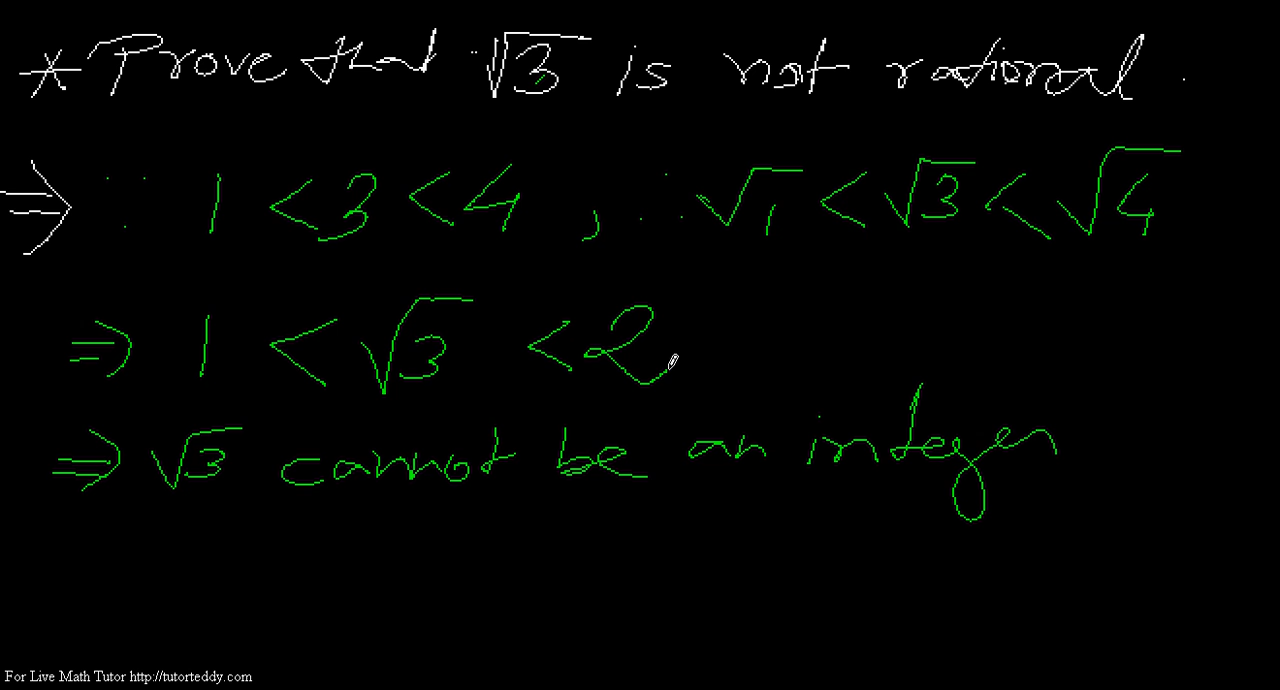 * Prove that √3 is not rational.
⇒ ∵ 1 < 3 < 4 , ∴ √1 < √3 < √4
⇒ 1 < √3 < 2
⇒ √3 cannot be an integer
For Live Math Tutor http://tutorteddy.com